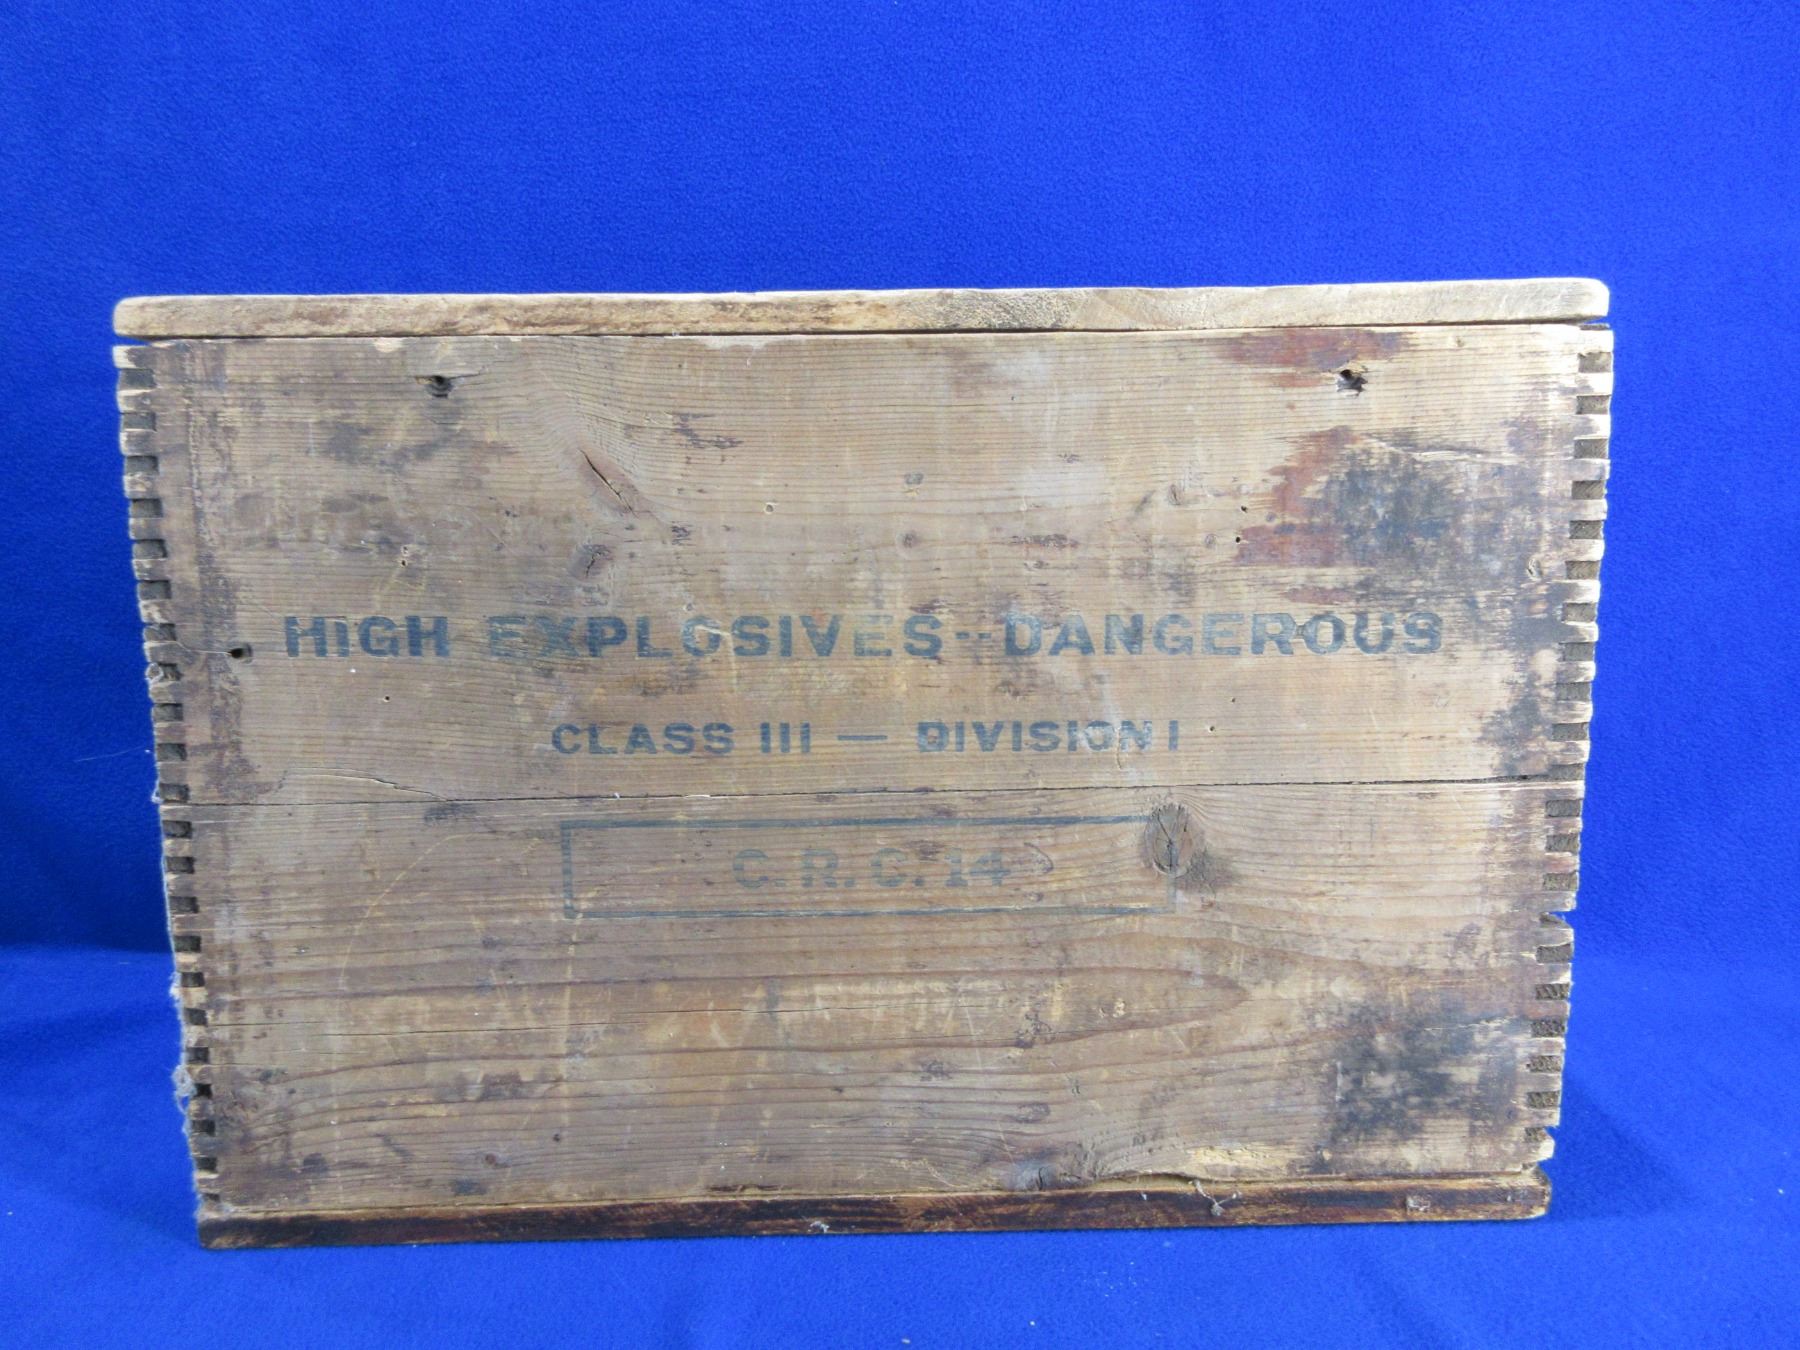 HIGH EXPLOSIVES--DANGEROUS
CLASS III — DIVISION I
C.R.C. 14